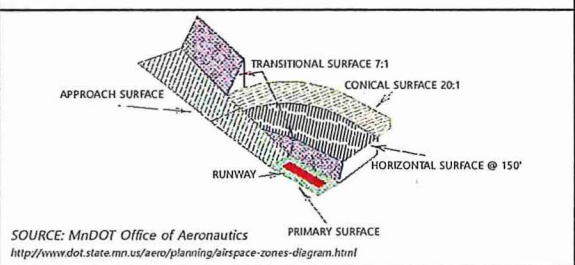 TRANSITIONAL SURFACE 7:1
CONICAL SURFACE 20:1
APPROACH SURFACE
HORIZONTAL SURFACE @ 150'
RUNWAY
PRIMARY SURFACE
SOURCE: MnDOT Office of Aeronautics
http://www.dot.state.mn.us/aero/planning/airspace-zones-diagram.html